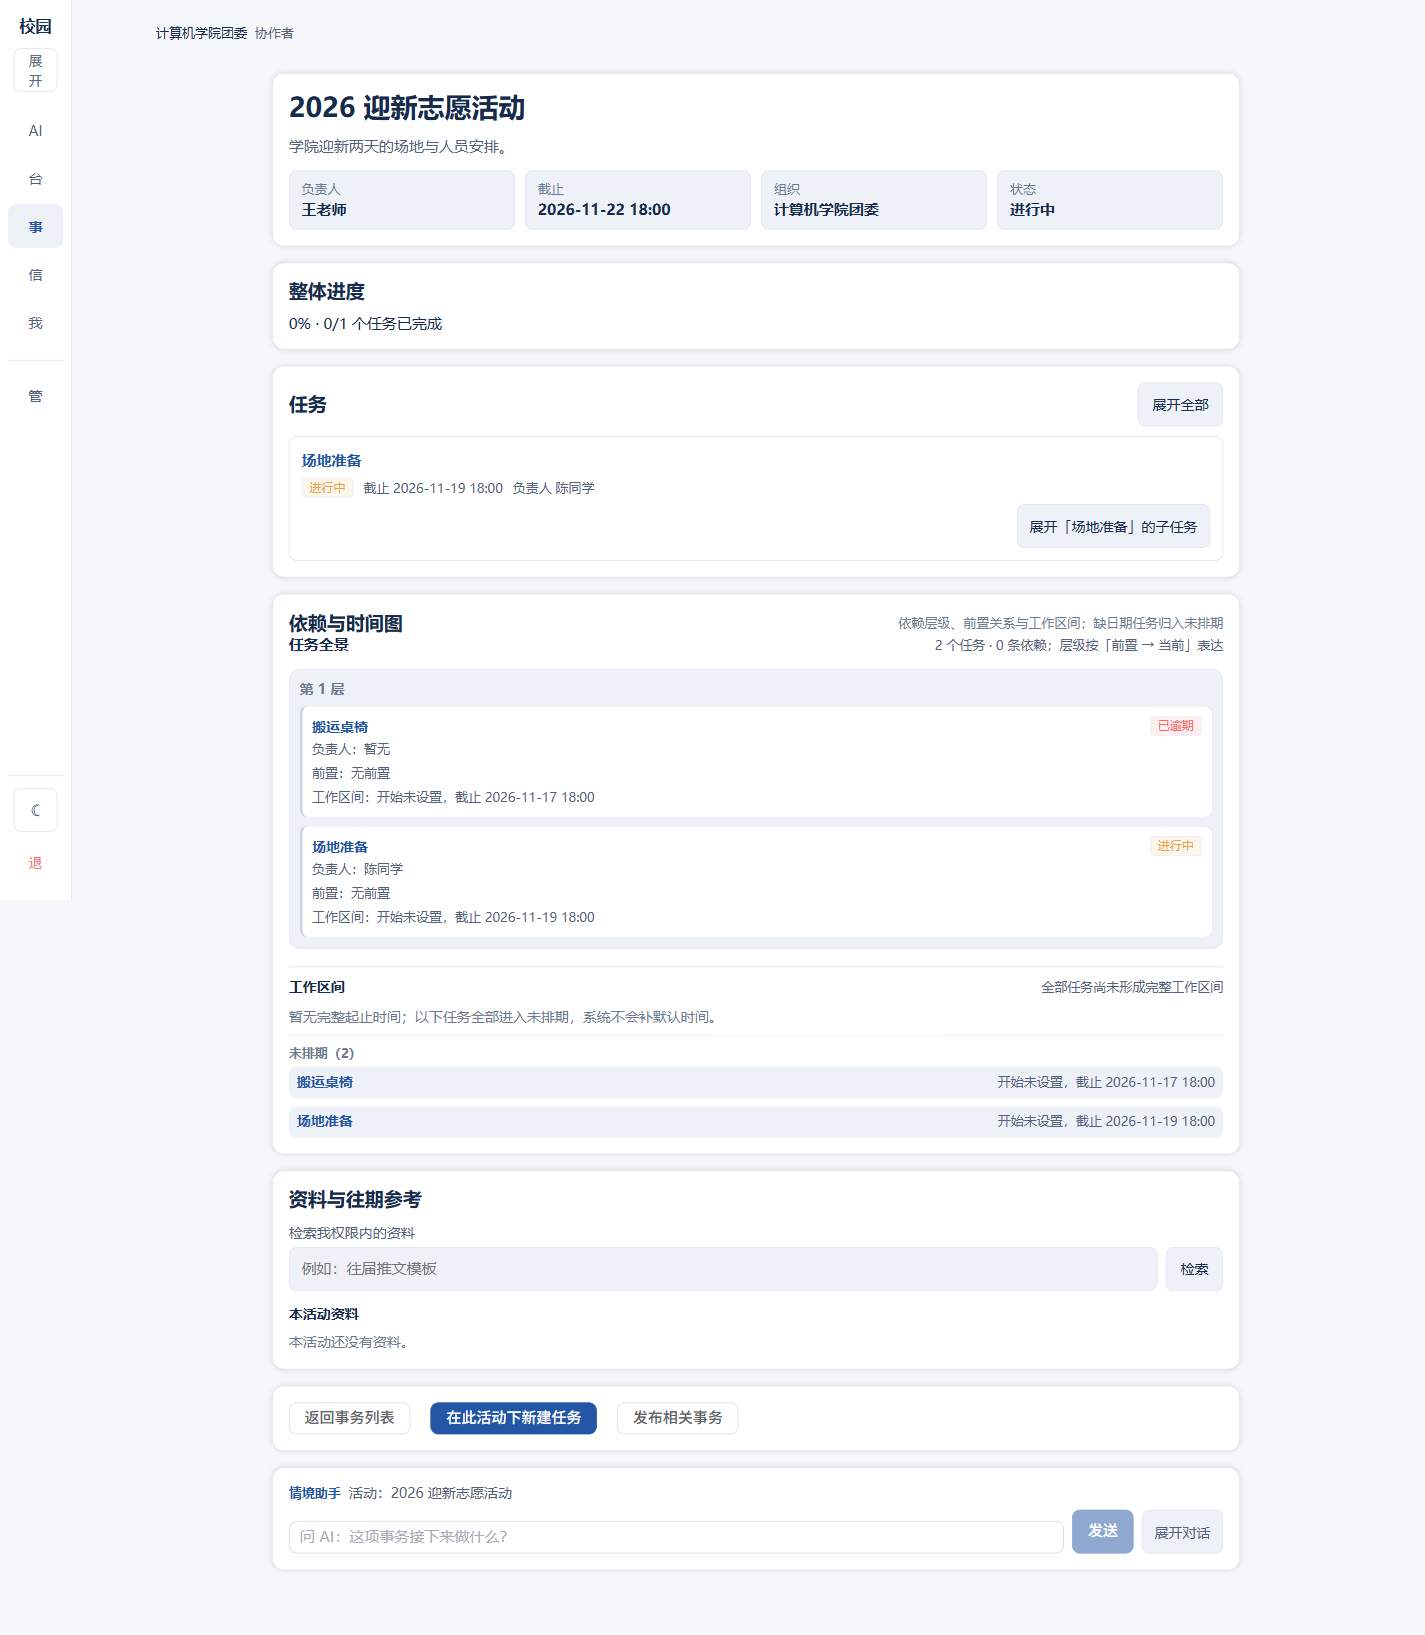 校园
展
开
AI
台
事
信
我
管
退
计算机学院团委 协作者
2026 迎新志愿活动
学院迎新两天的场地与人员安排。
负责人
王老师
截止
2026-11-22 18:00
组织
计算机学院团委
状态
进行中
整体进度
0% · 0/1 个任务已完成
任务
展开全部
场地准备
进行中 截止 2026-11-19 18:00 负责人 陈同学
展开「场地准备」的子任务
依赖与时间图
依赖层级、前置关系与工作区间；缺日期任务归入未排期
任务全景
2 个任务 · 0 条依赖；层级按「前置 → 当前」表达
第 1 层
搬运桌椅
已逾期
负责人：暂无
前置：无前置
工作区间：开始未设置，截止 2026-11-17 18:00
场地准备
进行中
负责人：陈同学
前置：无前置
工作区间：开始未设置，截止 2026-11-19 18:00
工作区间
全部任务尚未形成完整工作区间
暂无完整起止时间；以下任务全部进入未排期，系统不会补默认时间。
未排期（2）
搬运桌椅
开始未设置，截止 2026-11-17 18:00
场地准备
开始未设置，截止 2026-11-19 18:00
资料与往期参考
检索我权限内的资料
例如：往届推文模板
检索
本活动资料
本活动还没有资料。
返回事务列表
在此活动下新建任务
发布相关事务
情境助手 活动：2026 迎新志愿活动
问 AI：这项事务接下来做什么？
发送
展开对话